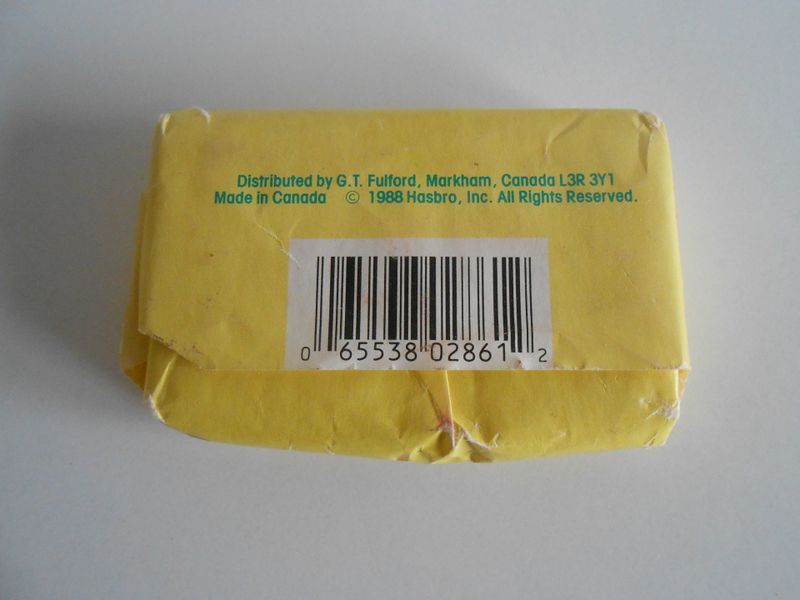 Distributed by G.T. Fulford, Markham, Canada L3R 3Y1
Made in Canada © 1988 Hasbro, Inc. All Rights Reserved.
0 65538 02861 2